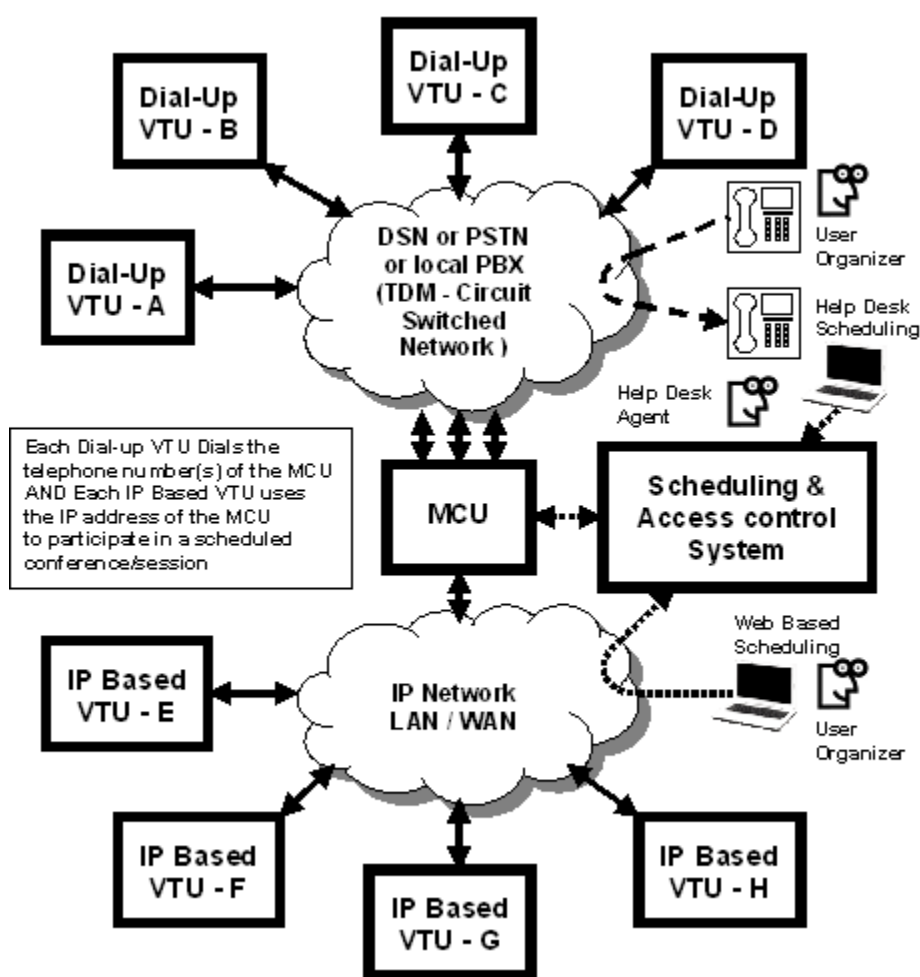 Dial-Up
VTU - C
Dial-Up
VTU - B
Dial-Up
VTU - D
User
Organizer
DSN or PSTN
or local PBX
(TDM - Circuit
Switched
Network )
Dial-Up
VTU - A
Help Desk
Scheduling
Help Desk
Agent
Each Dial-up VTU Dials the
telephone number(s) of the MCU
AND Each IP Based VTU uses
the IP address of the MCU
to participate in a scheduled
conference/session
MCU
Scheduling &
Access control
System
Web Based
Scheduling
IP Based
VTU - E
IP Network
LAN / WAN
User
Organizer
IP Based
VTU - F
IP Based
VTU - G
IP Based
VTU - H